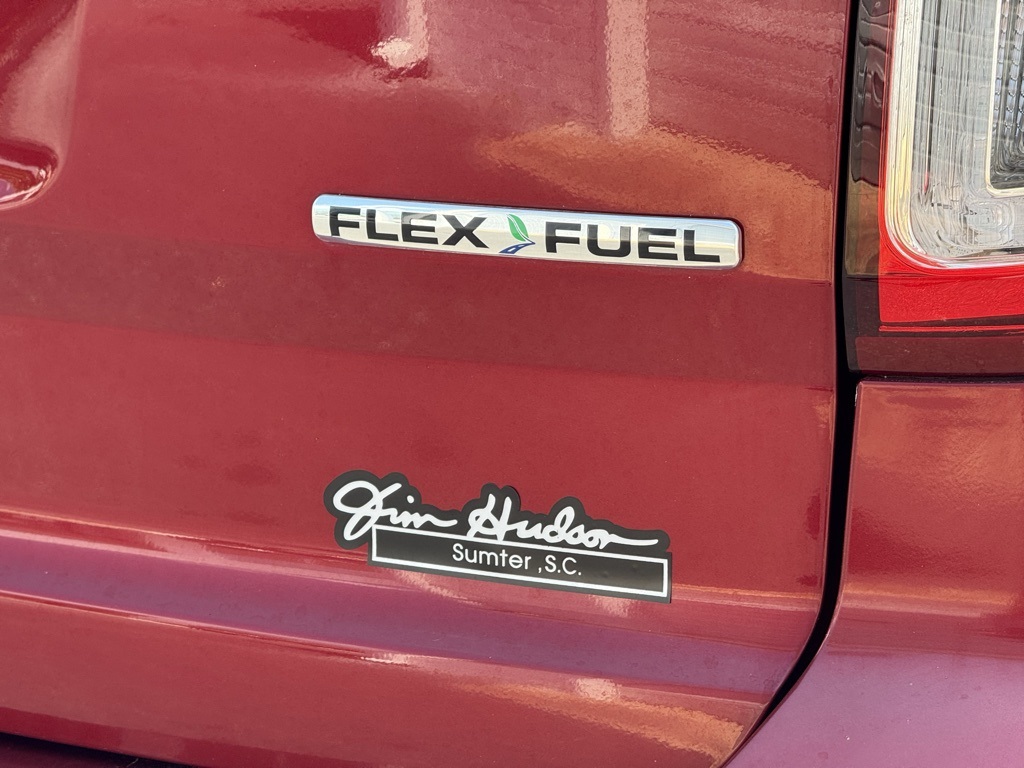 FLEX FUEL
Jim Hudson
Sumter ,S.C.